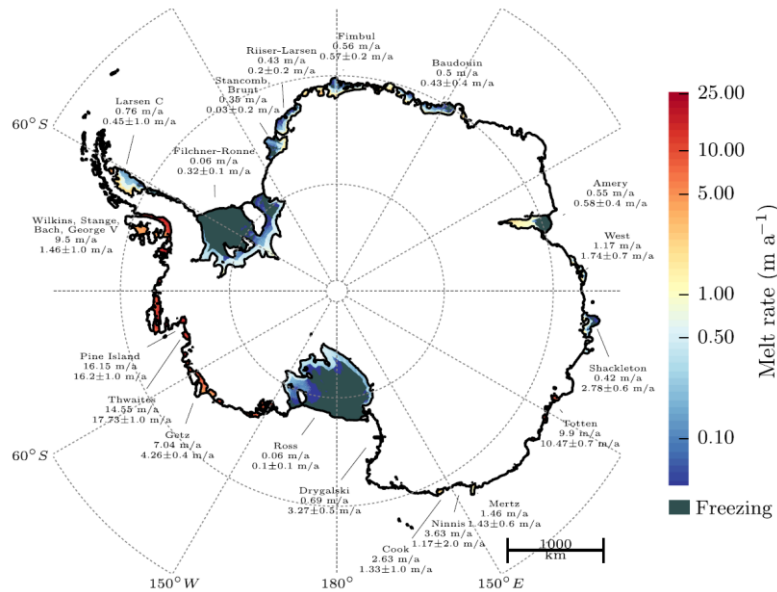 Fimbul
0.56 m/a
0.57±0.2 m/a
Riiser-Larsen
0.43 m/a
0.2±0.2 m/a
Baudouin
0.5 m/a
0.43±0.4 m/a
Stancomb,
Brunt
0.35 m/a
0.03±0.2 m/a
Larsen C
0.76 m/a
0.45±1.0 m/a
60°S
Filchner-Ronne
0.06 m/a
0.32±0.1 m/a
Amery
0.55 m/a
0.58±0.4 m/a
Wilkins, Stange,
Bach, George V
9.5 m/a
1.46±1.0 m/a
West
1.17 m/a
1.74±0.7 m/a
Pine Island
16.15 m/a
16.2±1.0 m/a
Shackleton
0.42 m/a
2.78±0.6 m/a
Thwaites
14.55 m/a
17.73±1.0 m/a
Getz
7.04 m/a
4.26±0.4 m/a
Totten
9.9 m/a
10.47±0.7 m/a
Ross
0.06 m/a
0.1±0.1 m/a
60°S
Drygalski
0.69 m/a
3.27±0.5 m/a
Mertz
1.46 m/a
1.43±0.6 m/a
Ninnis
3.63 m/a
1.17±2.0 m/a
Cook
2.63 m/a
1.33±1.0 m/a
1000
km
150°W
180°
150°E
25.00
10.00
5.00
1.00
0.50
0.10
Melt rate (m a⁻¹)
Freezing